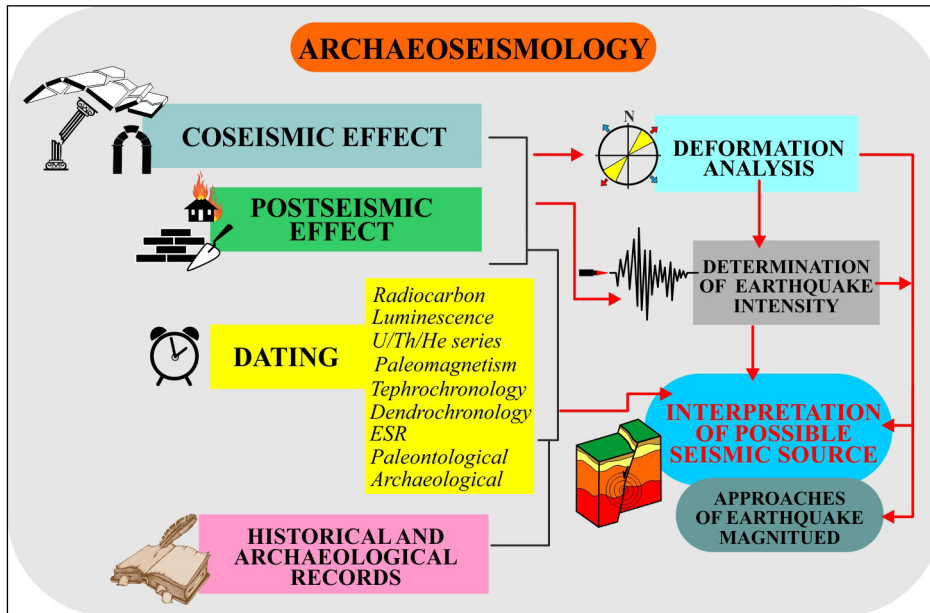 ARCHAEOSEISMOLOGY
COSEISMIC EFFECT
POSTSEISMIC
EFFECT
DATING
Radiocarbon
Luminescence
U/Th/He series
Paleomagnetism
Tephrochronology
Dendrochronology
ESR
Paleontological
Archaeological
HISTORICAL AND
ARCHAEOLOGICAL
RECORDS
N
DEFORMATION
ANALYSIS
DETERMINATION
OF EARTHQUAKE
INTENSITY
INTERPRETATION
OF POSSIBLE
SEISMIC SOURCE
APPROACHES
OF EARTHQUAKE
MAGNITUED